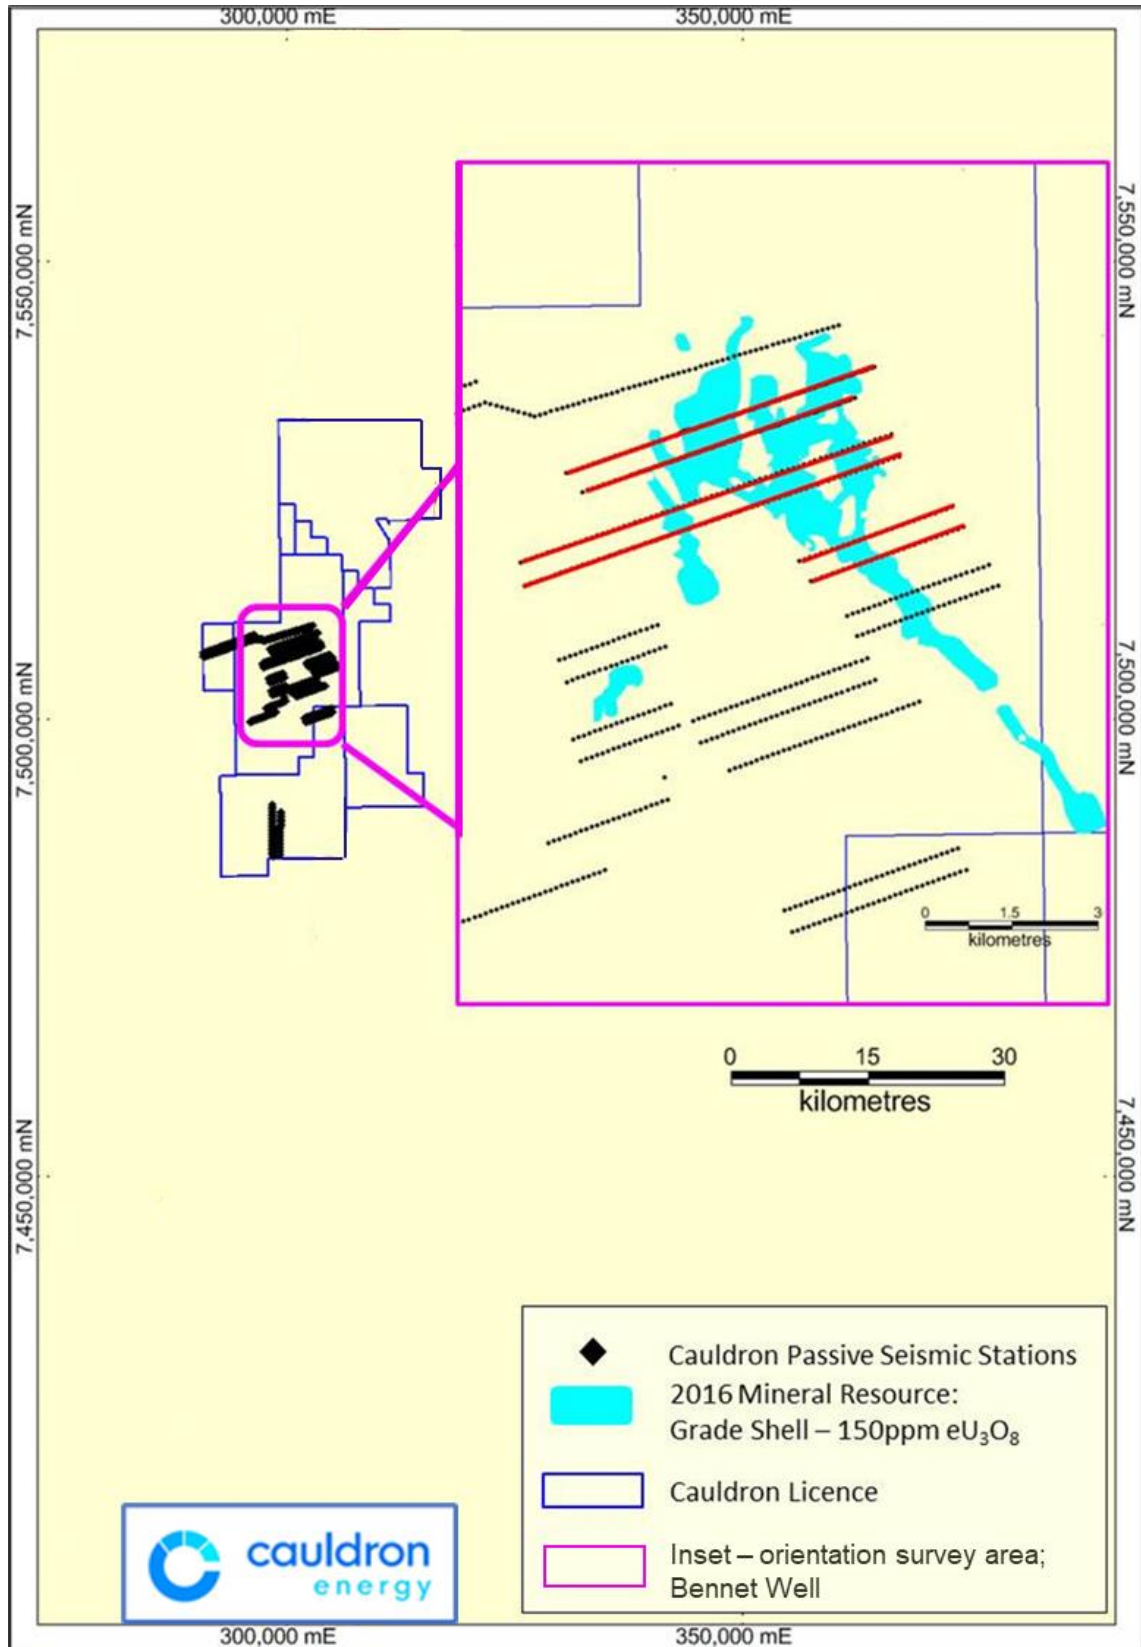 300,000 mE
350,000 mE
7,550,000 mN
7,550,000 mN
7,500,000 mN
7,500,000 mN
0 1.5 3
kilometres
0 15 30
kilometres
7,450,000 mN
7,450,000 mN
Cauldron Passive Seismic Stations
2016 Mineral Resource:
Grade Shell – 150ppm eU₃O₈
Cauldron Licence
Inset – orientation survey area;
Bennet Well
cauldron
energy
300,000 mE
350,000 mE